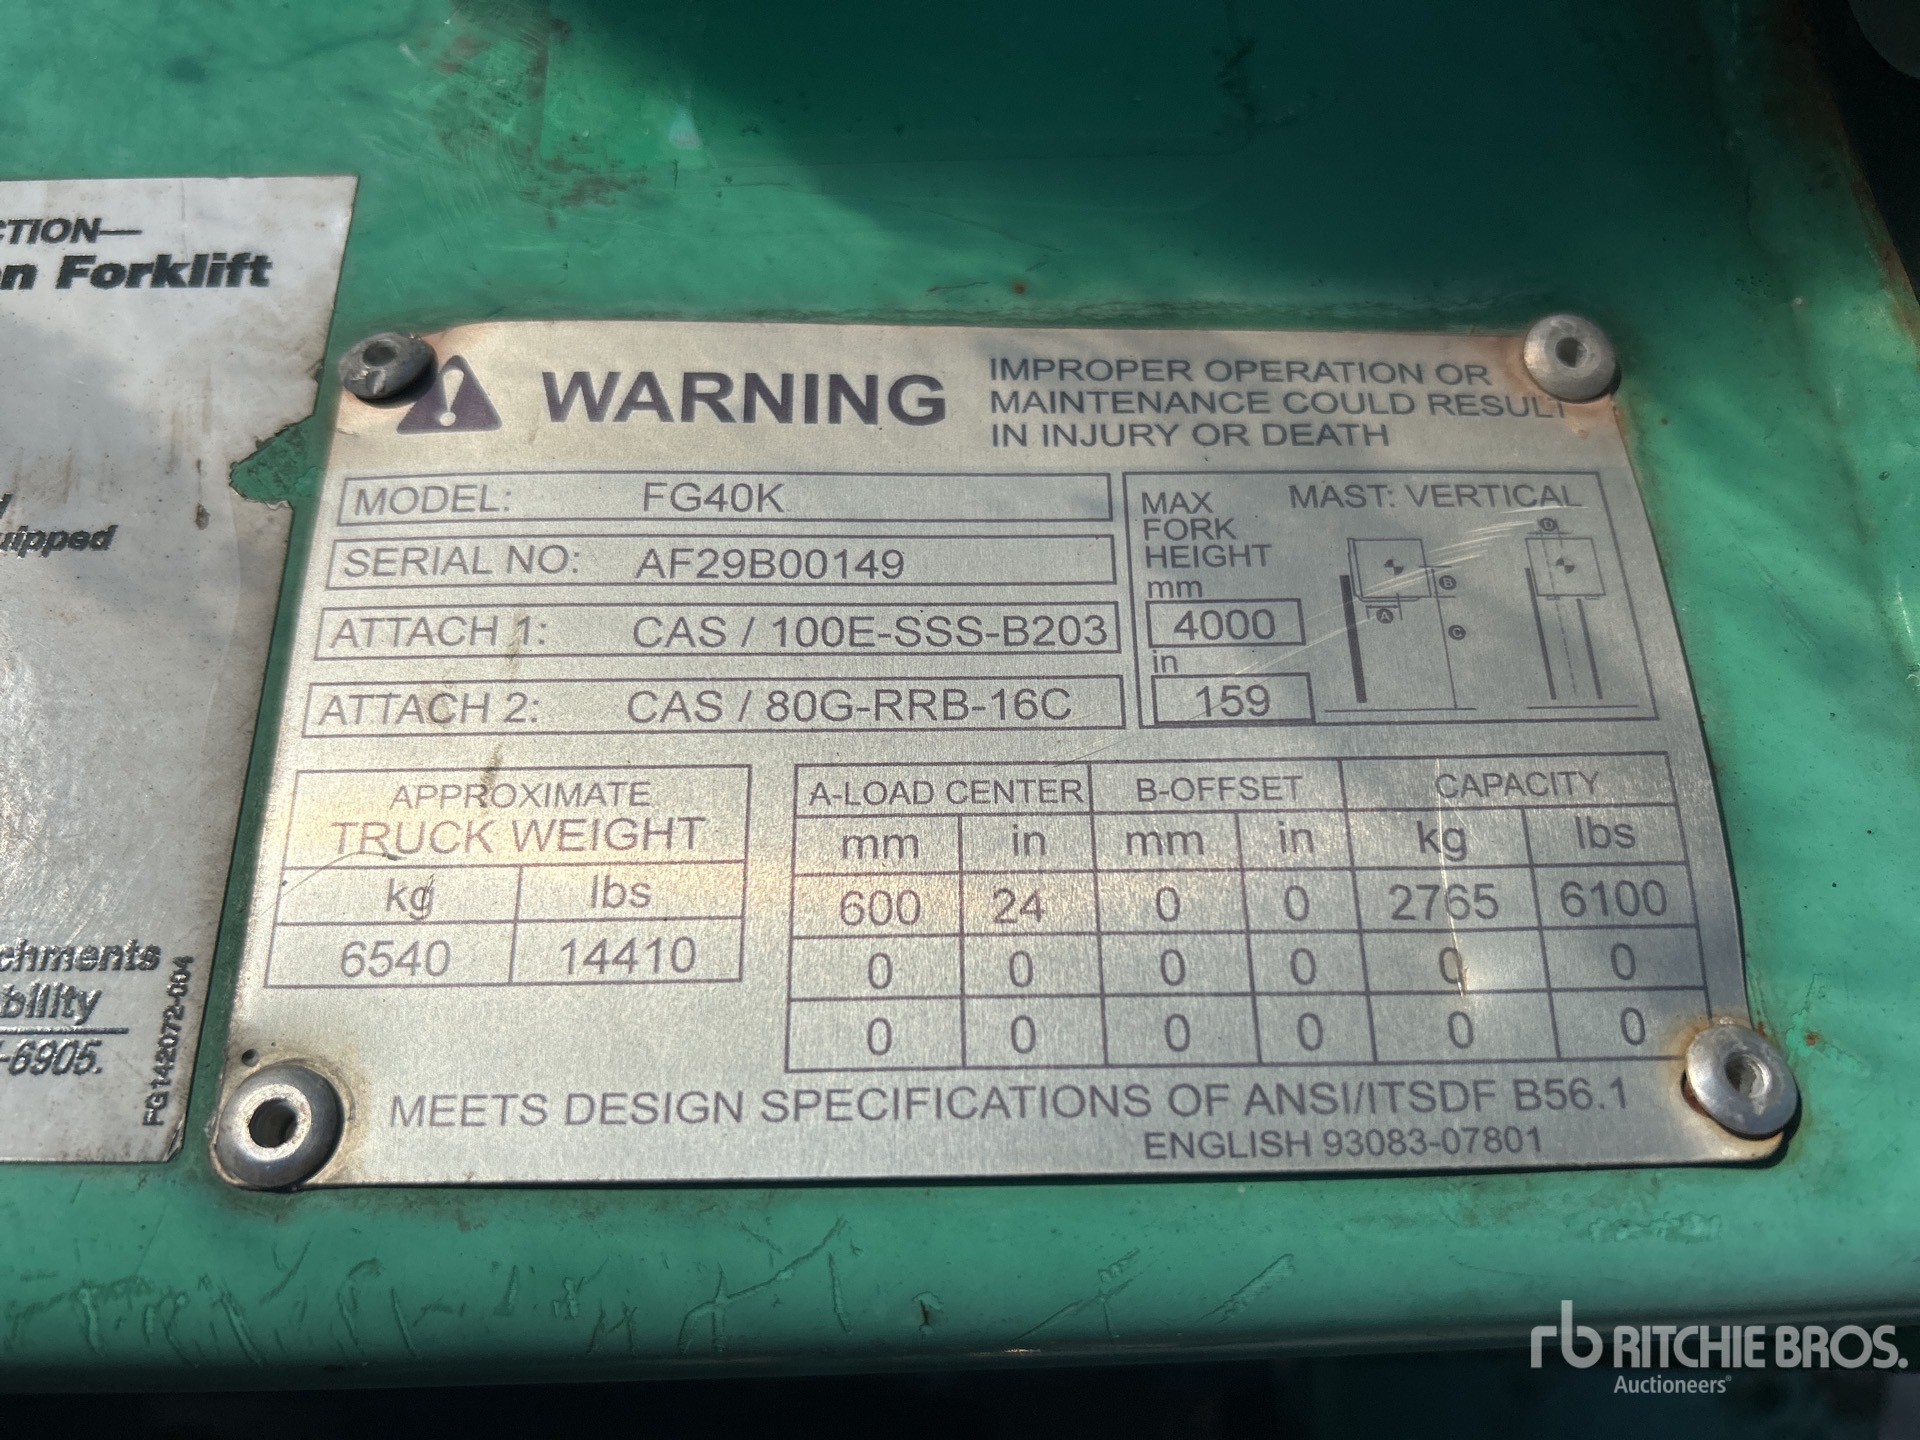 CTION—
n Forklift
uipped
chments
bility
-6905.
FG142072-004
WARNING
IMPROPER OPERATION OR
MAINTENANCE COULD RESULT
IN INJURY OR DEATH
MODEL: FG40K
SERIAL NO: AF29B00149
ATTACH 1: CAS / 100E-SSS-B203
ATTACH 2: CAS / 80G-RRB-16C
MAX
FORK
HEIGHT
mm
4000
in
159
MAST: VERTICAL
A
B
C
D
APPROXIMATE
TRUCK WEIGHT
kg lbs
6540 14410
A-LOAD CENTER B-OFFSET CAPACITY
mm in mm in kg lbs
600 24 0 0 2765 6100
0 0 0 0 0 0
0 0 0 0 0 0
MEETS DESIGN SPECIFICATIONS OF ANSI/ITSDF B56.1
ENGLISH 93083-07801
rb RITCHIE BROS.
Auctioneers®